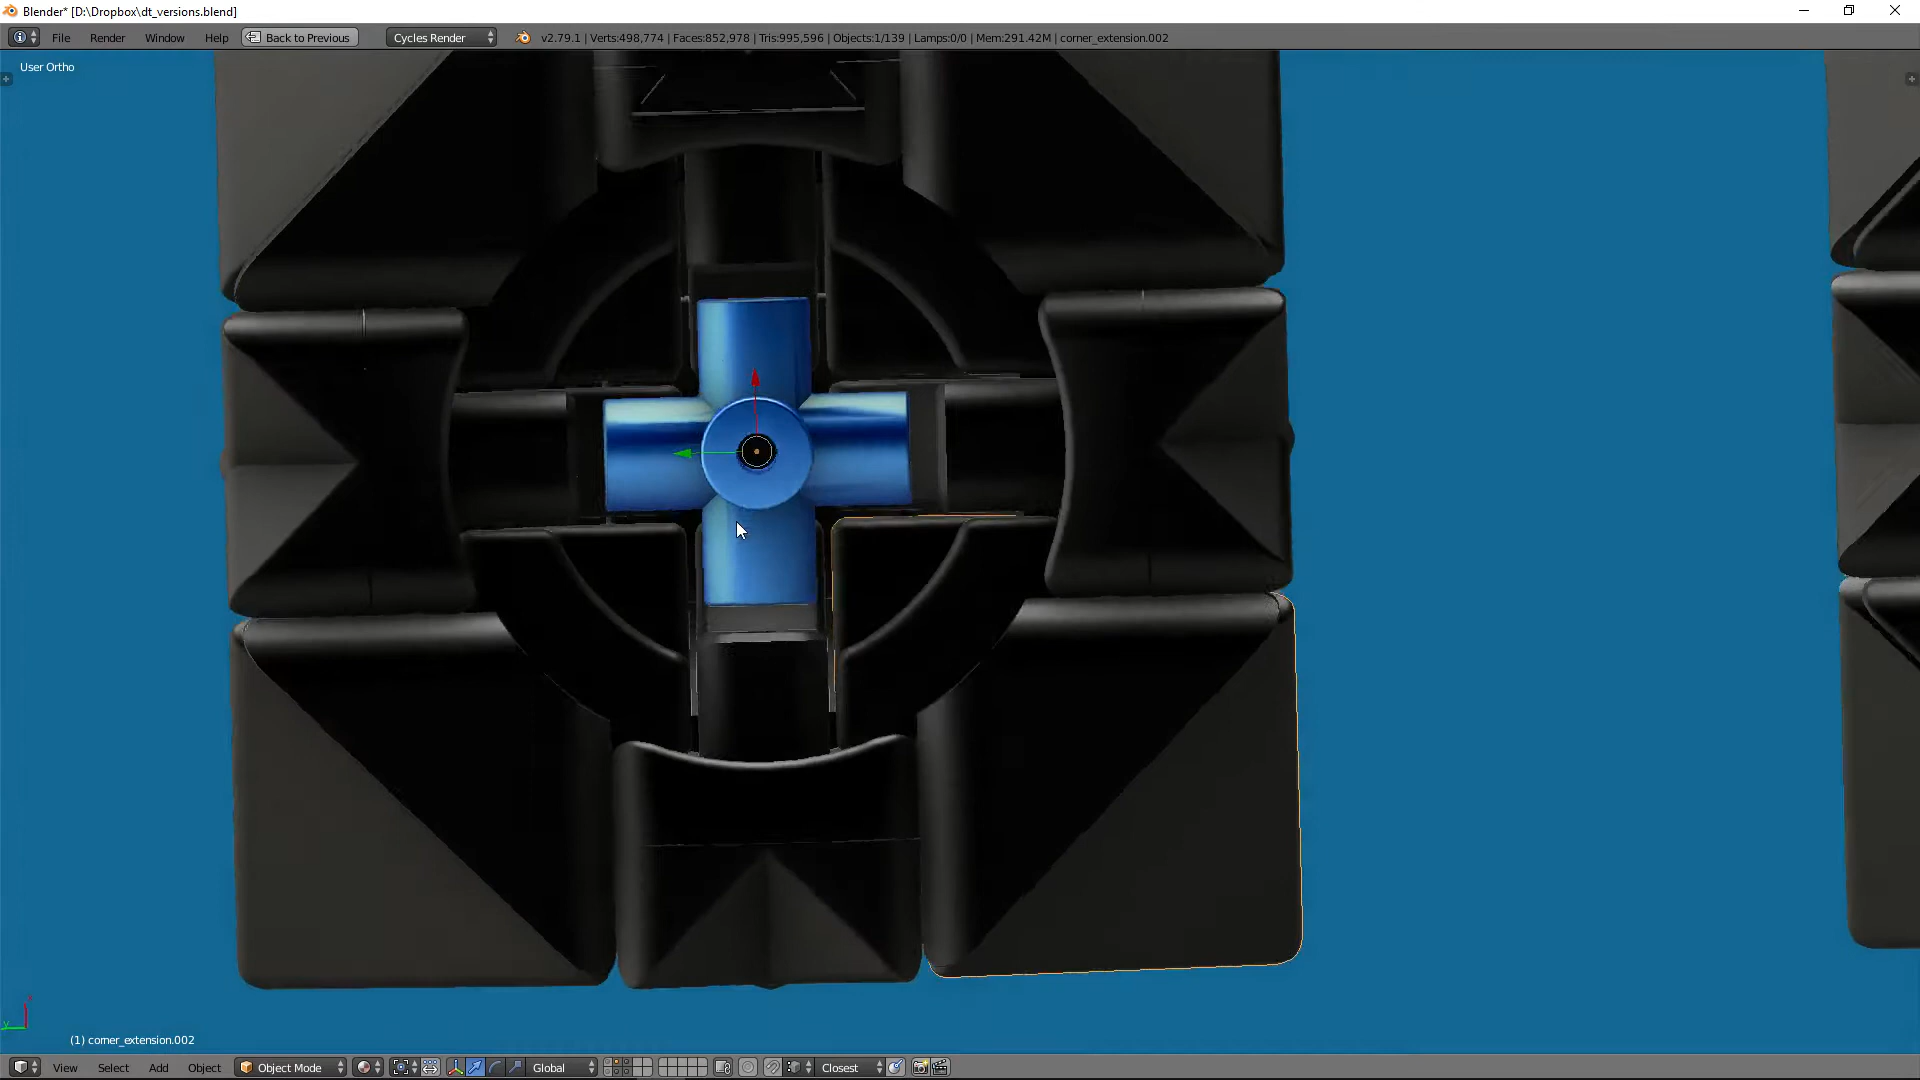 Blender* [D:\Dropbox\dt_versions.blend]
File Render Window Help Back to Previous Cycles Render v2.79.1 | Verts:498,774 | Faces:852,978 | Tris:995,596 | Objects:1/139 | Lamps:0/0 | Mem:291.42M | corner_extension.002
User Ortho
(1) corner_extension.002
View Select Add Object Object Mode Global Closest